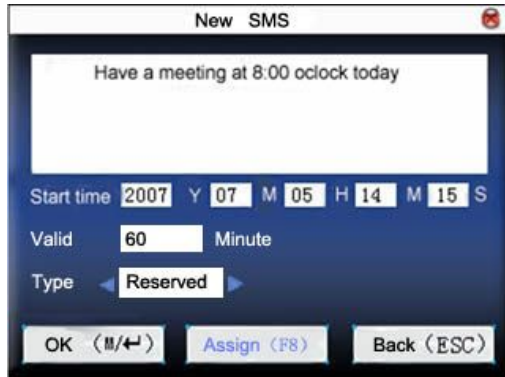 New SMS
Have a meeting at 8:00 oclock today
Start time 2007 Y 07 M 05 H 14 M 15 S
Valid 60 Minute
Type Reserved
OK (M/↵) Assign (F8) Back (ESC)